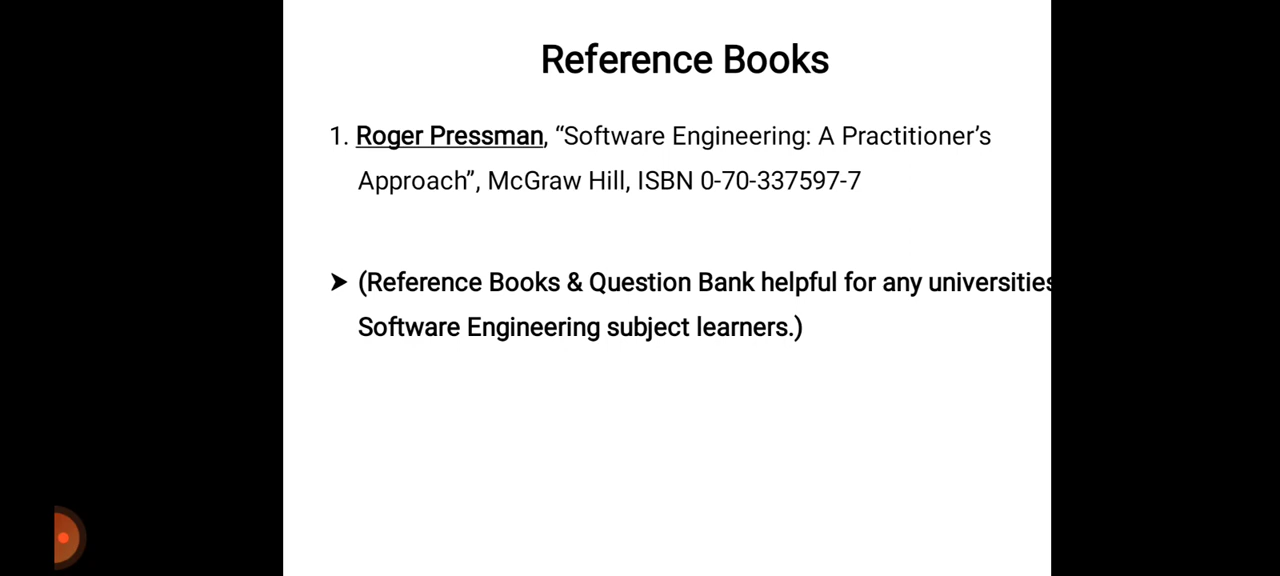 Reference Books
1. Roger Pressman, “Software Engineering: A Practitioner’s
Approach”, McGraw Hill, ISBN 0-70-337597-7
➤ (Reference Books & Question Bank helpful for any universities
Software Engineering subject learners.)